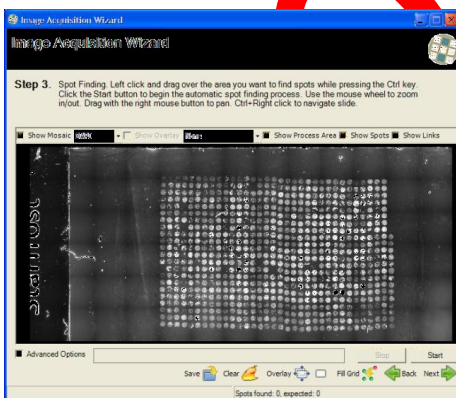 Image Acquisition Wizard
Image Acquisition Wizard
Step 3. Spot Finding. Left click and drag over the area you want to find spots while pressing the Ctrl key.
Click the Start button to begin the automatic spot finding process. Use the mouse wheel to zoom
in/out. Drag with the right mouse button to pan. Ctrl+Right click to navigate slide.
Show Mosaic Show Overlay Show Process Area Show Spots Show Links
Advanced Options Stop Start
Save Clear Overlay Fill Grid Back Next
Spots found: 0, expected: 0